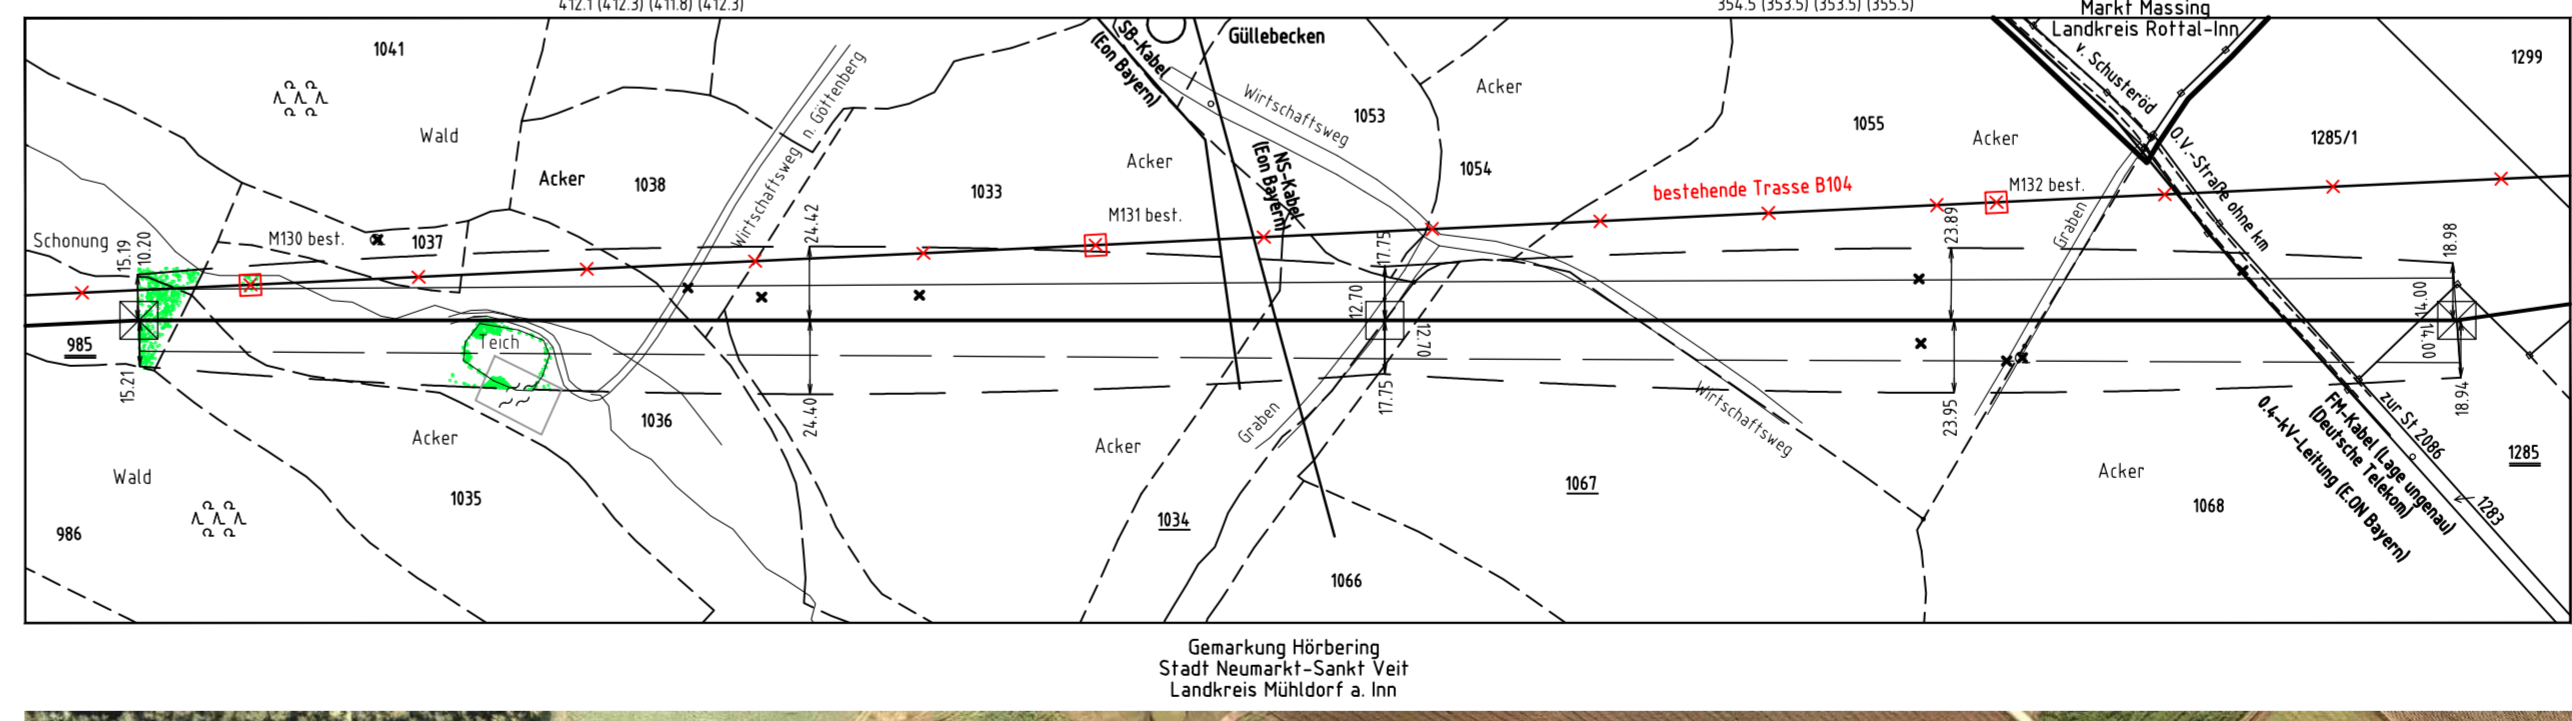 412.1 (412.3) (411.8) (412.3)
354.5 (353.5) (353.5) (355.5)
Markt Massing
Landkreis Rottal-Inn
1041
Wald
Acker
1038
1037
M130 best.
Schonung
15.19
10.20
985
15.21
Wald
986
Teich
Acker
1035
1036
Wirtschaftsweg n. Göttenberg
24.42
24.40
1033
Acker
M131 best.
SB-Kabel
(Eon Bayern)
Güllebecken
NS-Kabel
(Eon Bayern)
Wirtschaftsweg
1053
Acker
1054
17.75
12.70
12.70
17.75
Graben
Acker
1034
1066
1067
Wirtschaftsweg
bestehende Trasse B104
1055
Acker
M132 best.
23.89
23.95
Graben
v. Schusteröd
O.V.-Straße ohne km
1285/1
1299
18.98
14.00
14.00
18.94
zur St 2086
FM-Kabel (Lage ungenau)
(Deutsche Telekom)
0.4-kV-Leitung (E.ON Bayern)
Acker
1068
1283
1285
Gemarkung Hörbering
Stadt Neumarkt-Sankt Veit
Landkreis Mühldorf a. Inn